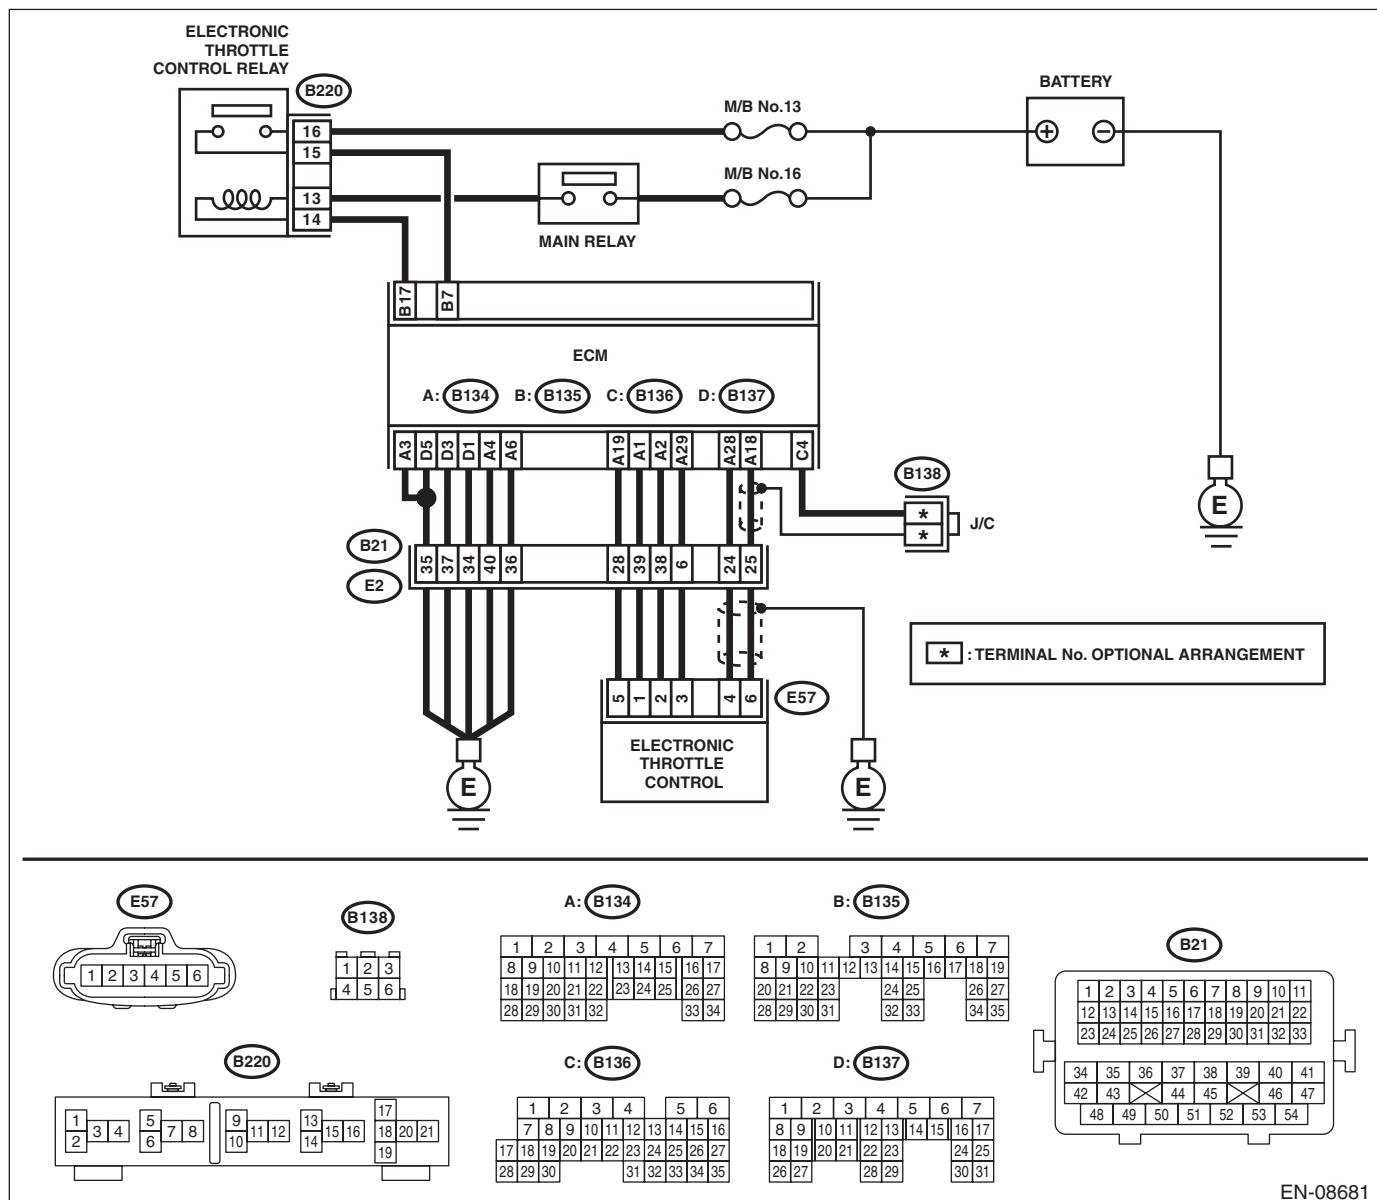 ELECTRONIC
THROTTLE
CONTROL RELAY
B220
BATTERY
M/B No.13
16
15
M/B No.16
13
14
MAIN RELAY
B17 B7
ECM
A: B134 B: B135 C: B136 D: B137
A3 D5 D3 D1 A4 A6 A19 A1 A2 A29 A28 A18 C4
B138
*
*
J/C
E
B21
35 37 34 40 36 28 39 38 6 24 25
E2
* : TERMINAL No. OPTIONAL ARRANGEMENT
5 1 2 3 4 6
E57
ELECTRONIC
THROTTLE
CONTROL
E
E
E57
1 2 3 4 5 6
B138
1 2 3
4 5 6
A: B134
1 2 3 4 5 6 7
8 9 10 11 12 13 14 15 16 17
18 19 20 21 22 23 24 25 26 27
28 29 30 31 32 33 34
B: B135
1 2 3 4 5 6 7
8 9 10 11 12 13 14 15 16 17 18 19
20 21 22 23 24 25 26 27
28 29 30 31 32 33 34 35
B21
1 2 3 4 5 6 7 8 9 10 11
12 13 14 15 16 17 18 19 20 21 22
23 24 25 26 27 28 29 30 31 32 33
34 35 36 37 38 39 40 41
42 43 44 45 46 47
48 49 50 51 52 53 54
B220
1 5 9 13 17
3 4 7 8 11 12 15 16 18 20 21
2 6 10 14 19
C: B136
1 2 3 4 5 6
7 8 9 10 11 12 13 14 15 16
17 18 19 20 21 22 23 24 25 26 27
28 29 30 31 32 33 34 35
D: B137
1 2 3 4 5 6 7
8 9 10 11 12 13 14 15 16 17
18 19 20 21 22 23 24 25
26 27 28 29 30 31
EN-08681